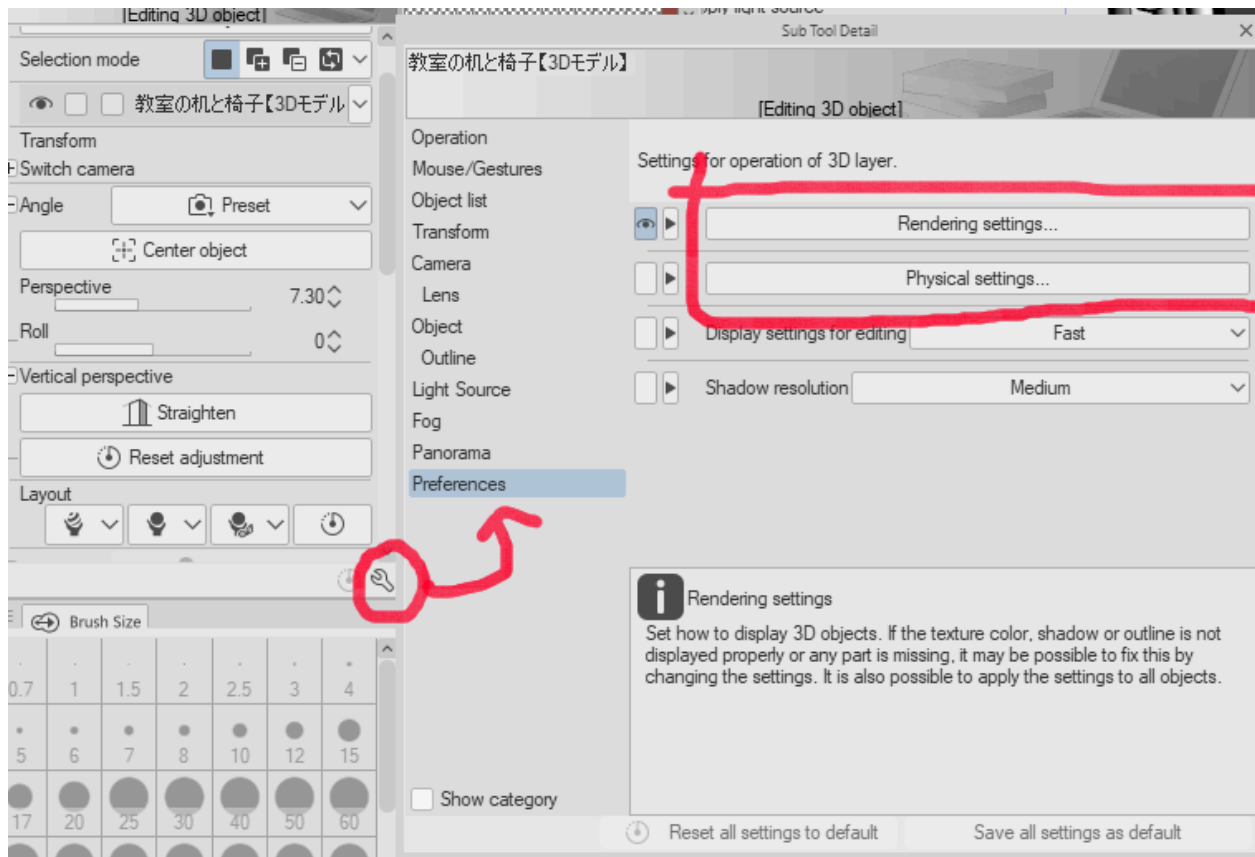 [Editing 3D object]
Selection mode
教室の机と椅子【3Dモデル
Transform
Switch camera
Angle
Preset
Center object
Perspective
7.30
Roll
0
Vertical perspective
Straighten
Reset adjustment
Layout
Brush Size
0.7 1 1.5 2 2.5 3 4
5 6 7 8 10 12 15
17 20 25 30 40 50 60
light source
Sub Tool Detail
教室の机と椅子【3Dモデル】
[Editing 3D object]
Operation
Mouse/Gestures
Object list
Transform
Camera
Lens
Object
Outline
Light Source
Fog
Panorama
Preferences
Show category
Settings for operation of 3D layer.
Rendering settings...
Physical settings...
Display settings for editing
Fast
Shadow resolution
Medium
Rendering settings
Set how to display 3D objects. If the texture color, shadow or outline is not
displayed properly or any part is missing, it may be possible to fix this by
changing the settings. It is also possible to apply the settings to all objects.
Reset all settings to default
Save all settings as default